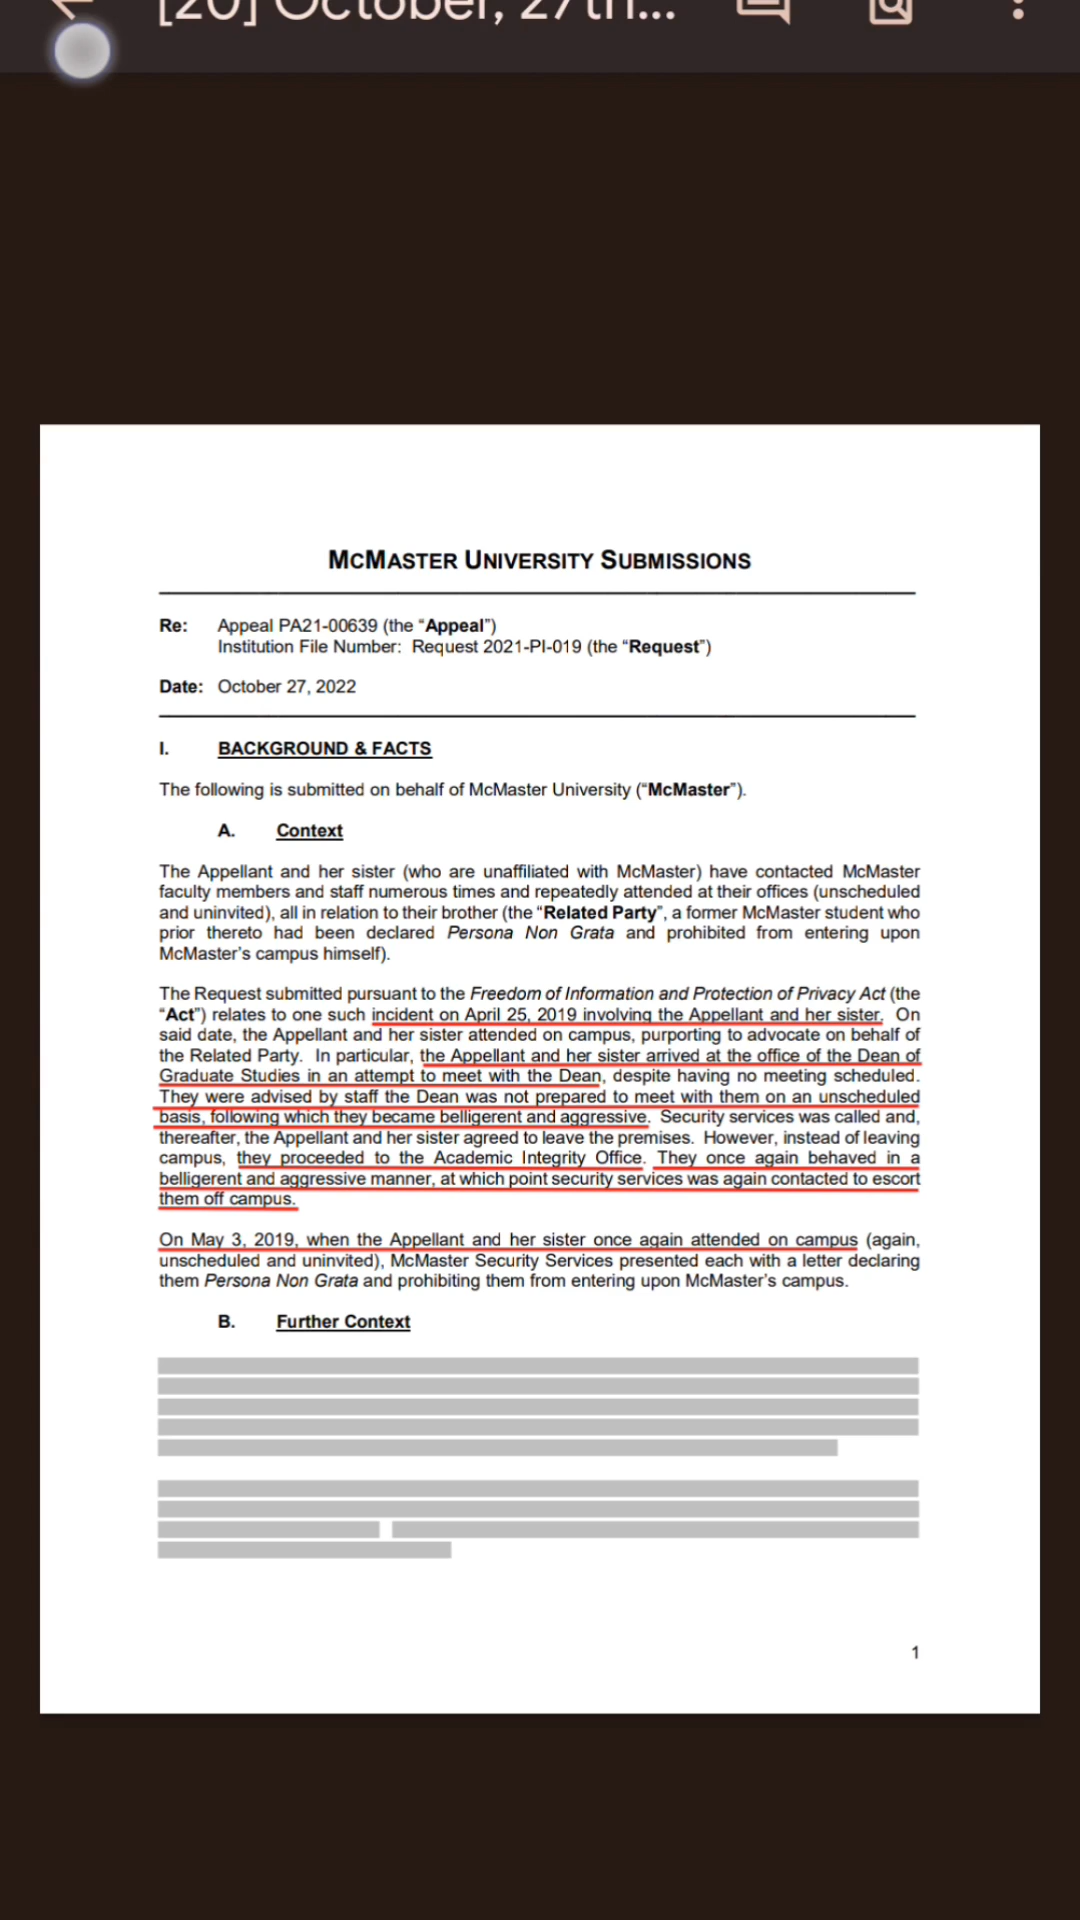 [20] October, 27th...
MCMASTER UNIVERSITY SUBMISSIONS
Re: Appeal PA21-00639 (the “Appeal”)
Institution File Number: Request 2021-PI-019 (the “Request”)
Date: October 27, 2022
I. BACKGROUND & FACTS
The following is submitted on behalf of McMaster University (“McMaster”).
A. Context
The Appellant and her sister (who are unaffiliated with McMaster) have contacted McMaster
faculty members and staff numerous times and repeatedly attended at their offices (unscheduled
and uninvited), all in relation to their brother (the “Related Party”, a former McMaster student who
prior thereto had been declared Persona Non Grata and prohibited from entering upon
McMaster’s campus himself).
The Request submitted pursuant to the Freedom of Information and Protection of Privacy Act (the
“Act”) relates to one such incident on April 25, 2019 involving the Appellant and her sister. On
said date, the Appellant and her sister attended on campus, purporting to advocate on behalf of
the Related Party. In particular, the Appellant and her sister arrived at the office of the Dean of
Graduate Studies in an attempt to meet with the Dean, despite having no meeting scheduled.
They were advised by staff the Dean was not prepared to meet with them on an unscheduled
basis, following which they became belligerent and aggressive. Security services was called and,
thereafter, the Appellant and her sister agreed to leave the premises. However, instead of leaving
campus, they proceeded to the Academic Integrity Office. They once again behaved in a
belligerent and aggressive manner, at which point security services was again contacted to escort
them off campus.
On May 3, 2019, when the Appellant and her sister once again attended on campus (again,
unscheduled and uninvited), McMaster Security Services presented each with a letter declaring
them Persona Non Grata and prohibiting them from entering upon McMaster’s campus.
B. Further Context
1